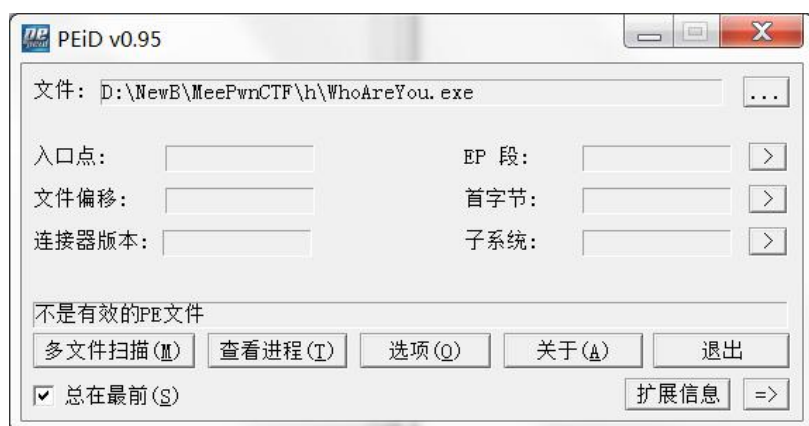 PEiD v0.95
文件: D:\NewB\MeePwnCTF\h\WhoAreYou.exe ...
入口点: EP 段: >
文件偏移: 首字节: >
连接器版本: 子系统: >
不是有效的PE文件
多文件扫描(M) 查看进程(T) 选项(O) 关于(A) 退出
总在最前(S) 扩展信息 =>